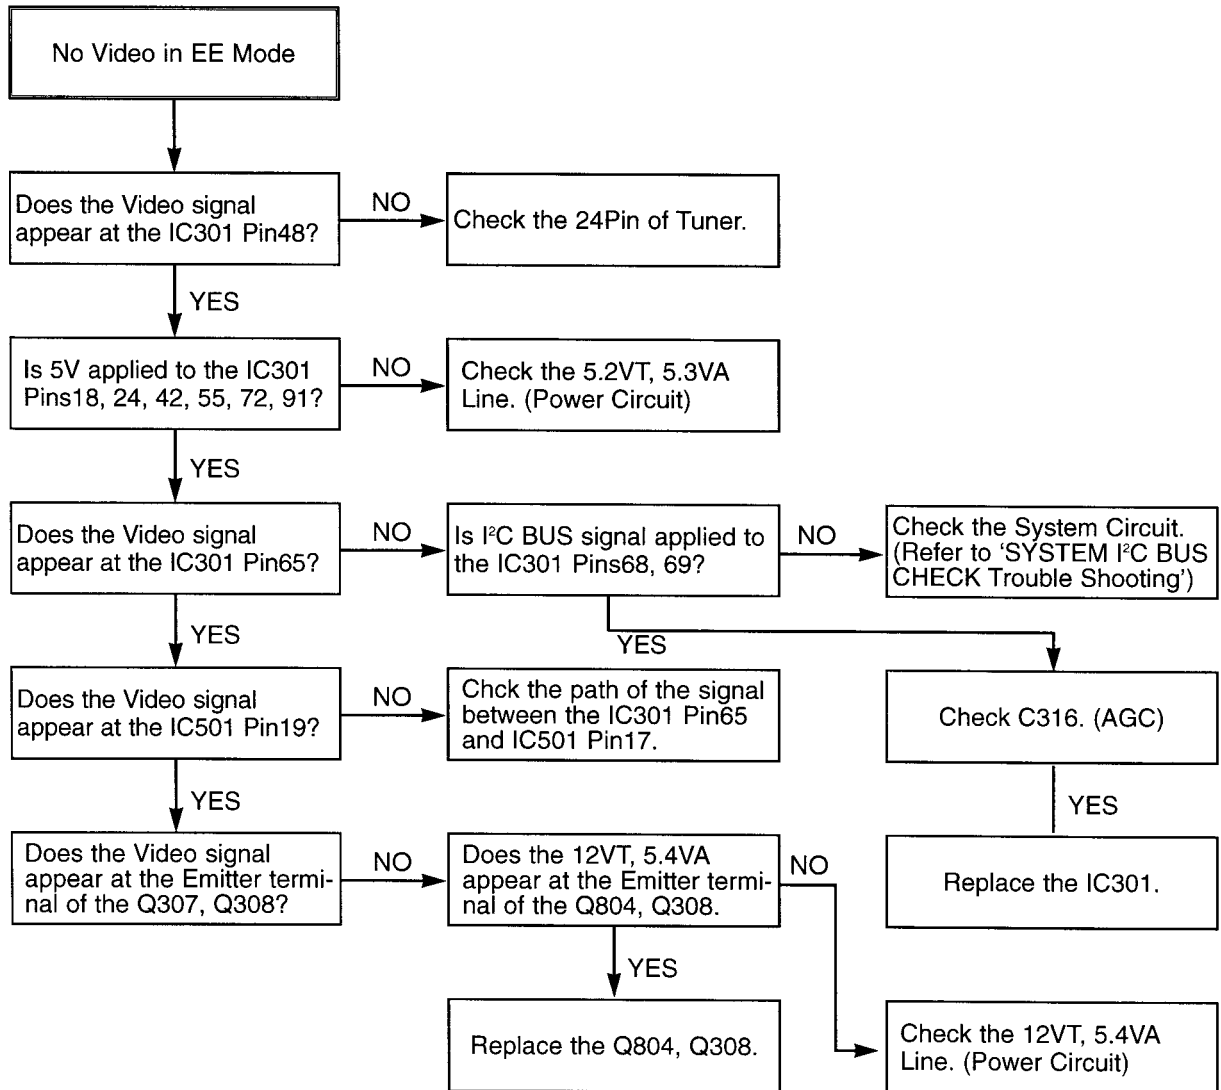 No Video in EE Mode
Does the Video signal
appear at the IC301 Pin48?
NO
Check the 24Pin of Tuner.
YES
Is 5V applied to the IC301
Pins18, 24, 42, 55, 72, 91?
NO
Check the 5.2VT, 5.3VA
Line. (Power Circuit)
YES
Does the Video signal
appear at the IC301 Pin65?
NO
Is I²C BUS signal applied to
the IC301 Pins68, 69?
NO
Check the System Circuit.
(Refer to ‘SYSTEM I²C BUS
CHECK Trouble Shooting’)
YES
YES
Does the Video signal
appear at the IC501 Pin19?
NO
Chck the path of the signal
between the IC301 Pin65
and IC501 Pin17.
Check C316. (AGC)
YES
YES
Does the Video signal
appear at the Emitter termi-
nal of the Q307, Q308?
NO
Does the 12VT, 5.4VA
appear at the Emitter termi-
nal of the Q804, Q308.
NO
Replace the IC301.
YES
Replace the Q804, Q308.
Check the 12VT, 5.4VA
Line. (Power Circuit)